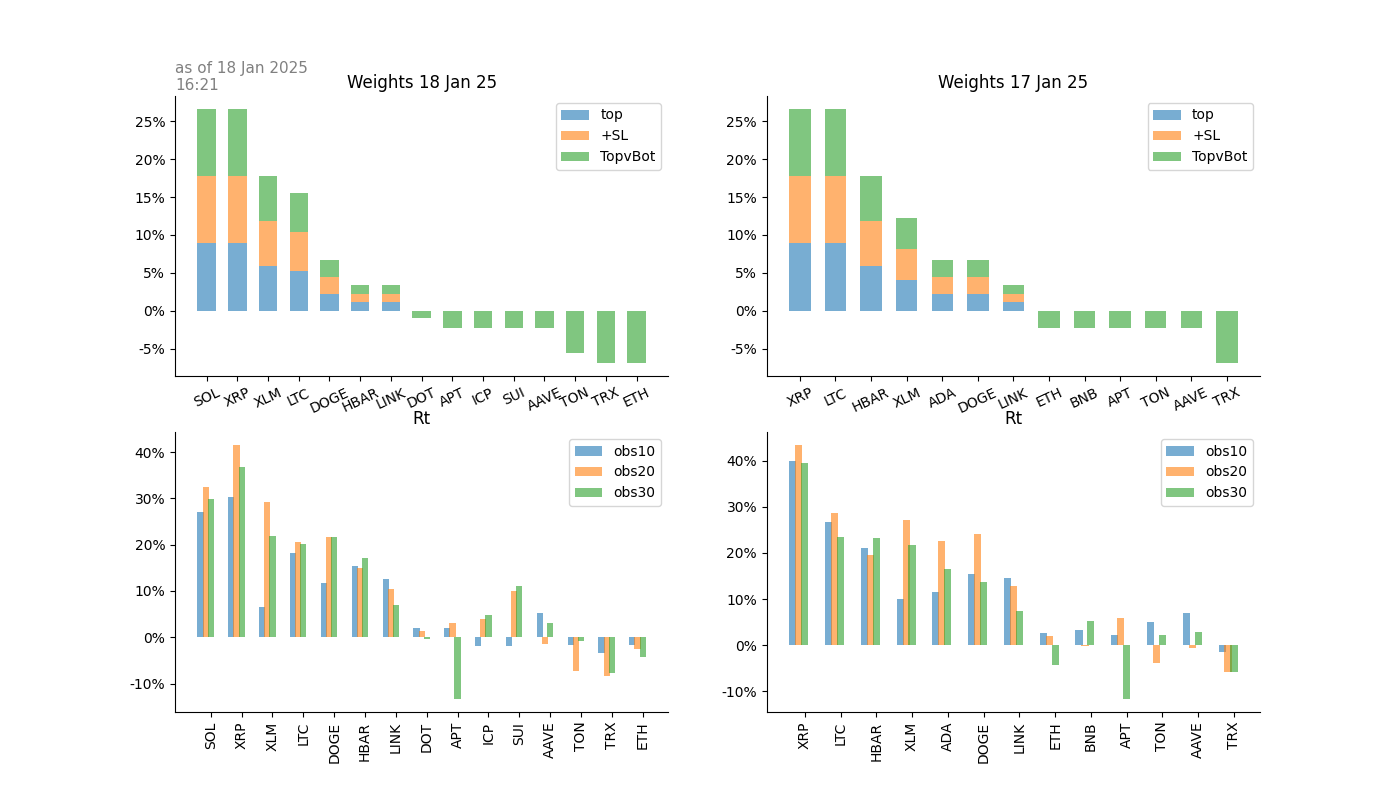 as of 18 Jan 2025
16:21
Weights 18 Jan 25
25%
20%
15%
10%
5%
0%
-5%
top
+SL
TopvBot
SOL XRP XLM LTC DOGE HBAR LINK DOT APT ICP SUI AAVE TON TRX ETH
Weights 17 Jan 25
25%
20%
15%
10%
5%
0%
-5%
top
+SL
TopvBot
XRP LTC HBAR XLM ADA DOGE LINK ETH BNB APT TON AAVE TRX
Rt
40%
30%
20%
10%
0%
-10%
obs10
obs20
obs30
SOL XRP XLM LTC DOGE HBAR LINK DOT APT ICP SUI AAVE TON TRX ETH
Rt
40%
30%
20%
10%
0%
-10%
obs10
obs20
obs30
XRP LTC HBAR XLM ADA DOGE LINK ETH BNB APT TON AAVE TRX